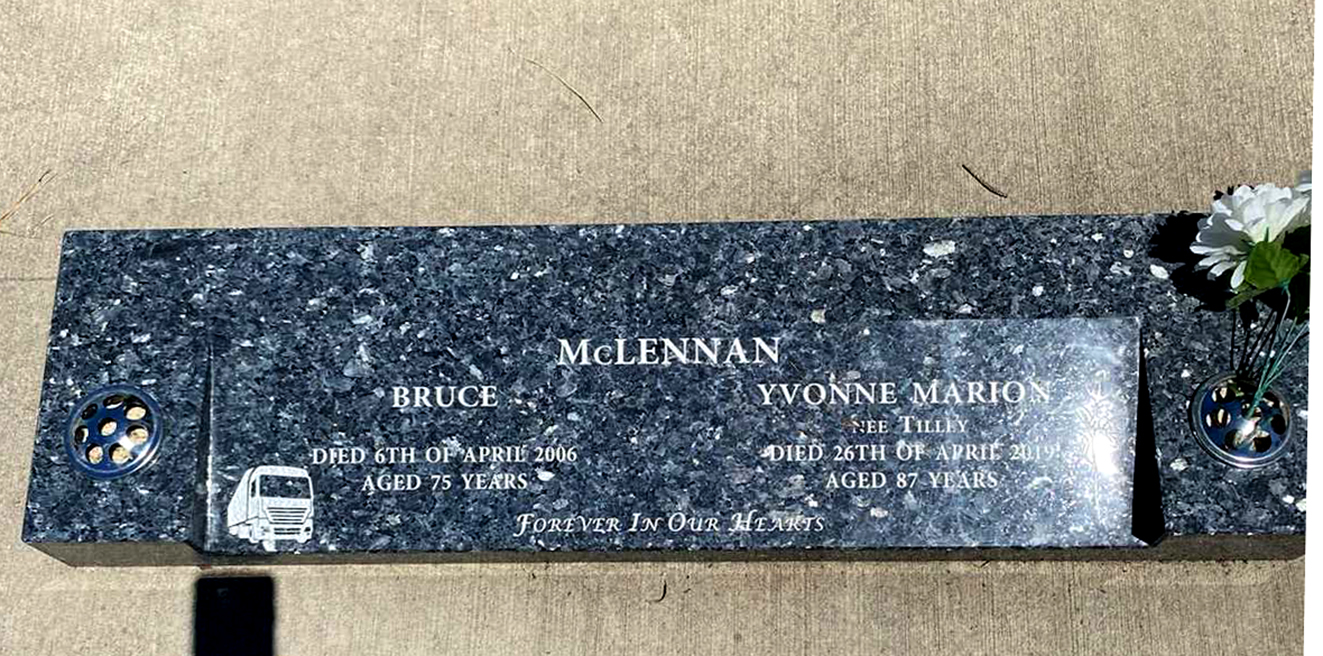 McLENNAN
BRUCE
DIED 6TH OF APRIL 2006
AGED 75 YEARS
YVONNE MARION
NEE TILLEY
DIED 26TH OF APRIL 2019
AGED 87 YEARS
FOREVER IN OUR HEARTS